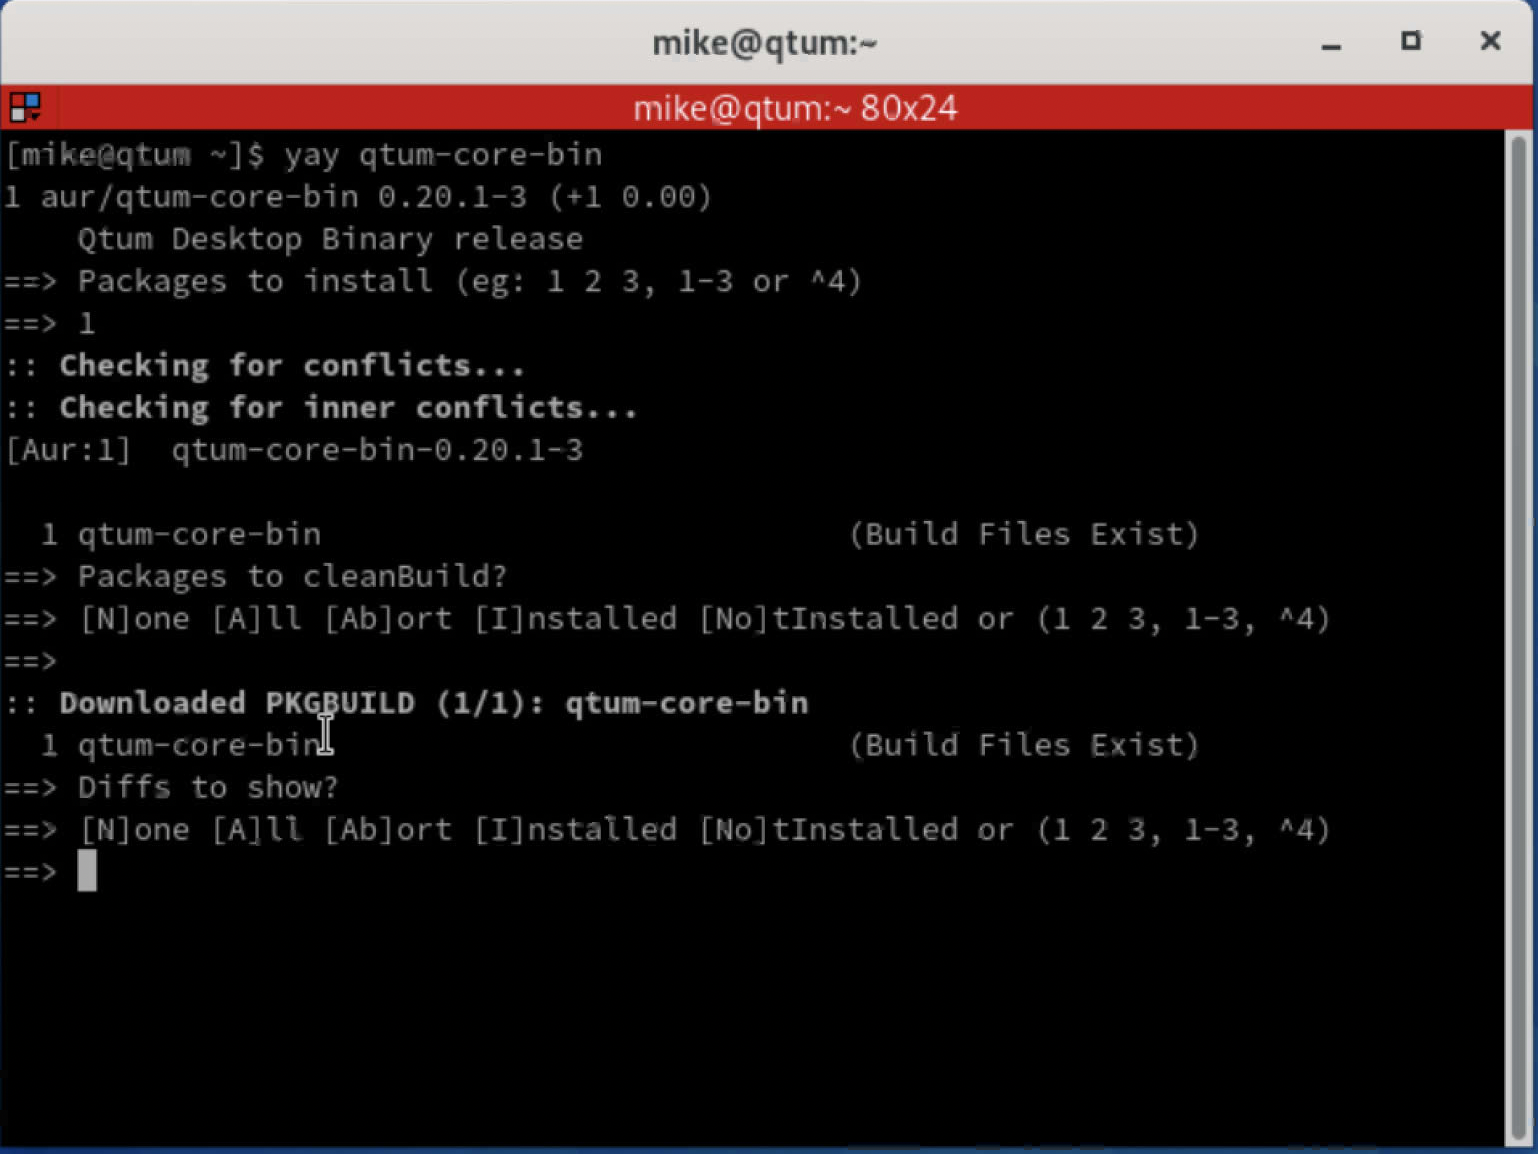 mike@qtum:~
mike@qtum:~ 80x24
[mike@qtum ~]$ yay qtum-core-bin
1 aur/qtum-core-bin 0.20.1-3 (+1 0.00)
    Qtum Desktop Binary release
==> Packages to install (eg: 1 2 3, 1-3 or ^4)
==> 1
:: Checking for conflicts...
:: Checking for inner conflicts...
[Aur:1]  qtum-core-bin-0.20.1-3
  1 qtum-core-bin                            (Build Files Exist)
==> Packages to cleanBuild?
==> [N]one [A]ll [Ab]ort [I]nstalled [No]tInstalled or (1 2 3, 1-3, ^4)
==>
:: Downloaded PKGBUILD (1/1): qtum-core-bin
  1 qtum-core-bin                            (Build Files Exist)
==> Diffs to show?
==> [N]one [A]ll [Ab]ort [I]nstalled [No]tInstalled or (1 2 3, 1-3, ^4)
==>